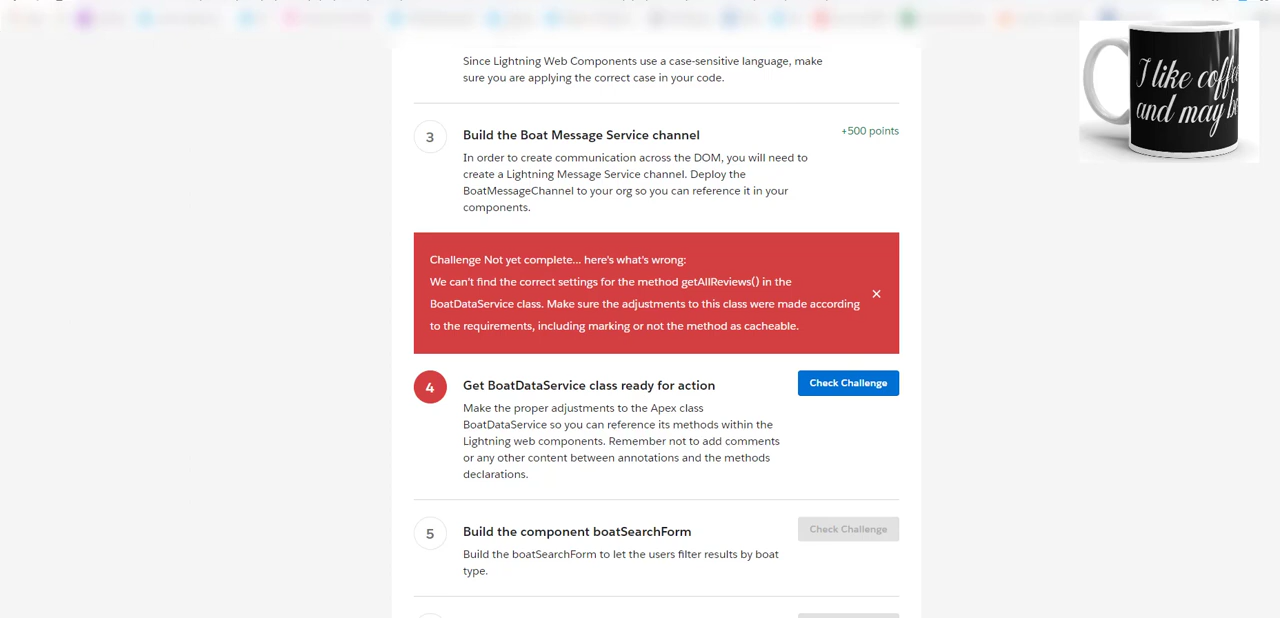 Since Lightning Web Components use a case-sensitive language, make
sure you are applying the correct case in your code.
3
Build the Boat Message Service channel
+500 points
In order to create communication across the DOM, you will need to
create a Lightning Message Service channel. Deploy the
BoatMessageChannel to your org so you can reference it in your
components.
Challenge Not yet complete... here's what's wrong:
We can't find the correct settings for the method getAllReviews() in the
BoatDataService class. Make sure the adjustments to this class were made according
to the requirements, including marking or not the method as cacheable.
4
Get BoatDataService class ready for action
Check Challenge
Make the proper adjustments to the Apex class
BoatDataService so you can reference its methods within the
Lightning web components. Remember not to add comments
or any other content between annotations and the methods
declarations.
5
Build the component boatSearchForm
Check Challenge
Build the boatSearchForm to let the users filter results by boat
type.
I like
and may